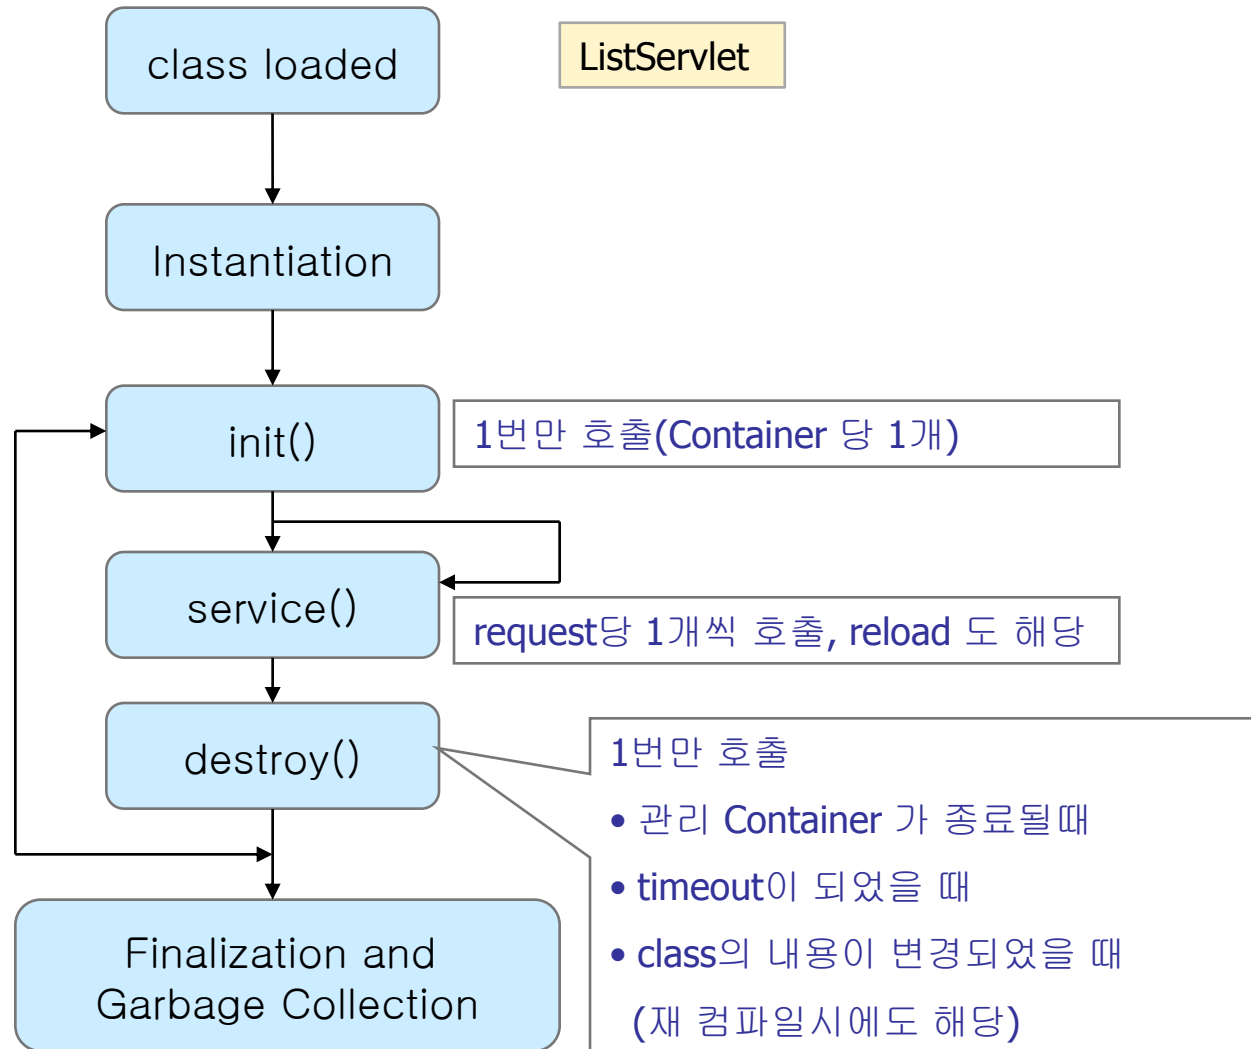 class loaded
ListServlet
Instantiation
init()
1번만 호출(Container 당 1개)
service()
request당 1개씩 호출, reload 도 해당
destroy()
1번만 호출
• 관리 Container 가 종료될때
• timeout이 되었을 때
• class의 내용이 변경되었을 때
(재 컴파일시에도 해당)
Finalization and
Garbage Collection